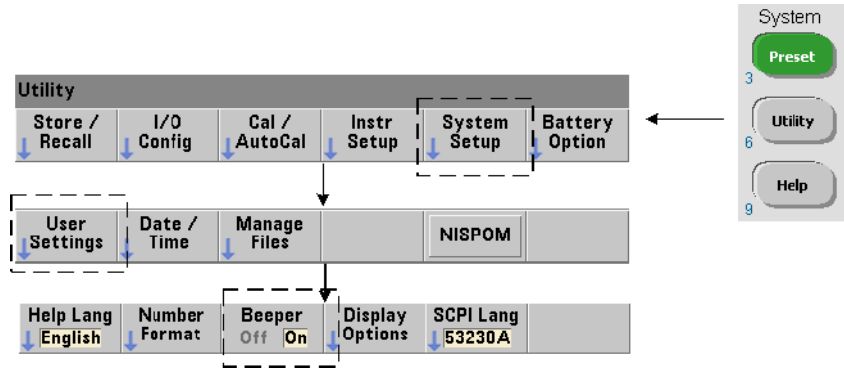 System
Preset
3
Utility
6
Help
9
Utility
Store / Recall
I/O Config
Cal / AutoCal
Instr Setup
System Setup
Battery Option
User Settings
Date / Time
Manage Files
NISPOM
Help Lang English
Number Format
Beeper Off On
Display Options
SCPI Lang 53230A